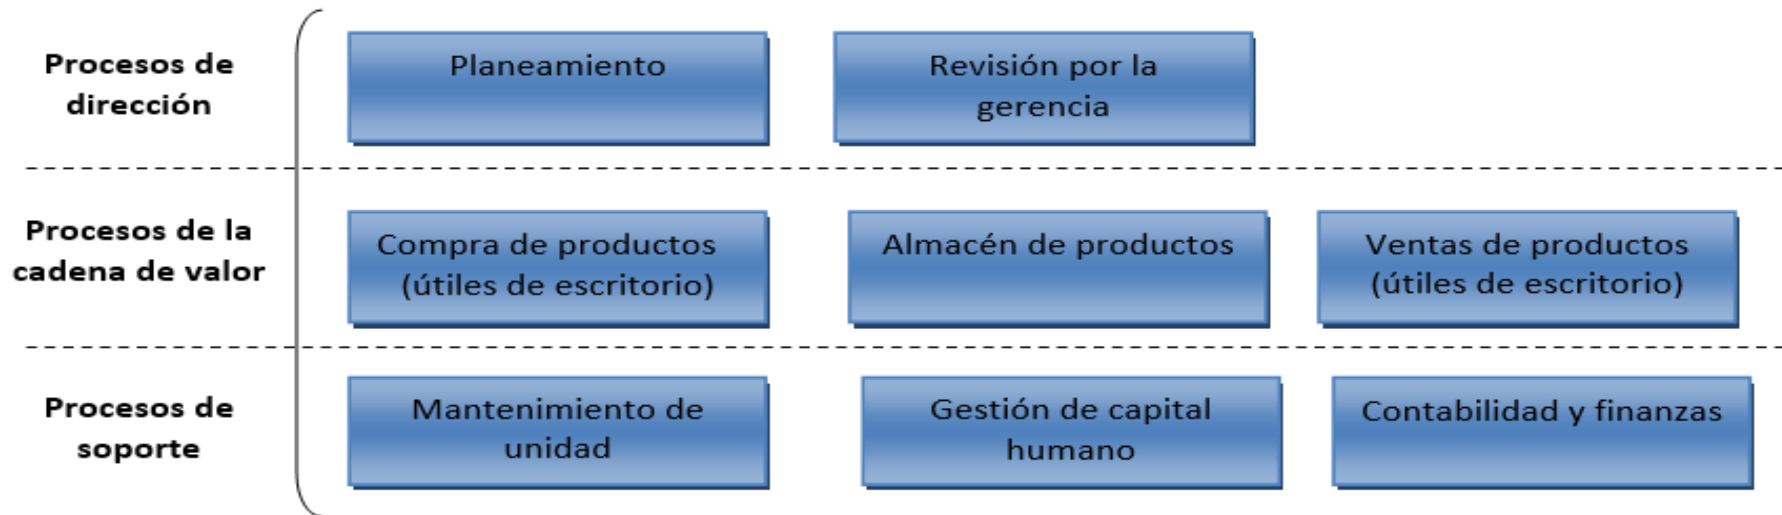 Procesos de
dirección
Planeamiento
Revisión por la
gerencia
Procesos de la
cadena de valor
Compra de productos
(útiles de escritorio)
Almacén de productos
Ventas de productos
(útiles de escritorio)
Procesos de
soporte
Mantenimiento de
unidad
Gestión de capital
humano
Contabilidad y finanzas